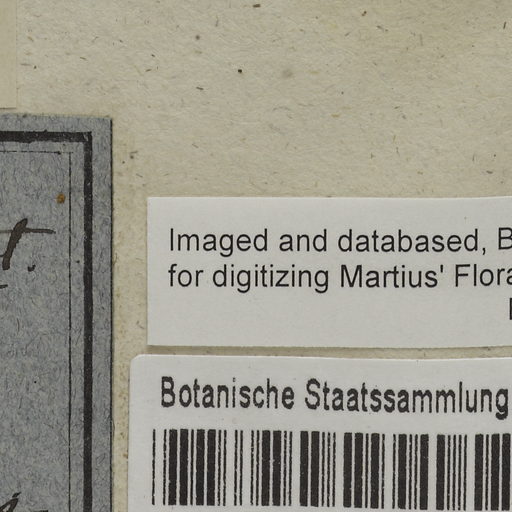 t.
Imaged and databased, B
for digitizing Martius' Flora
Botanische Staatssammlung